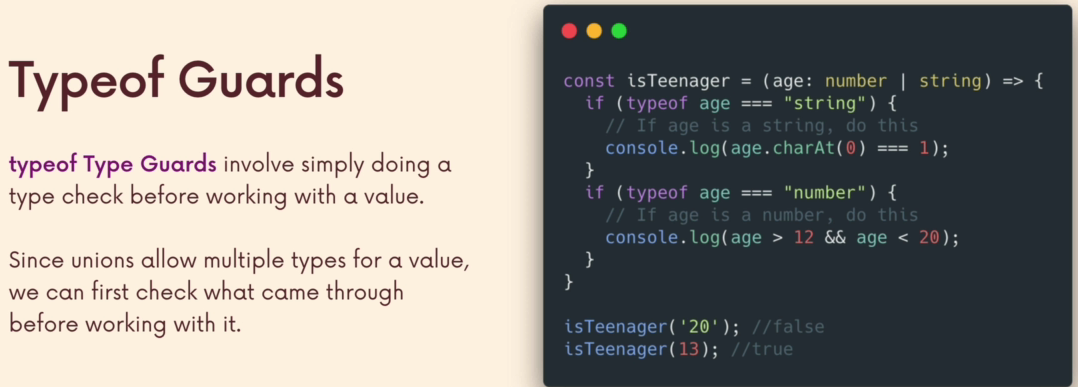 Typeof Guards
typeof Type Guards involve simply doing a
type check before working with a value.
Since unions allow multiple types for a value,
we can first check what came through
before working with it.
const isTeenager = (age: number | string) => {
  if (typeof age === "string") {
    // If age is a string, do this
    console.log(age.charAt(0) === 1);
  }
  if (typeof age === "number") {
    // If age is a number, do this
    console.log(age > 12 && age < 20);
  }
}
isTeenager('20'); //false
isTeenager(13); //true